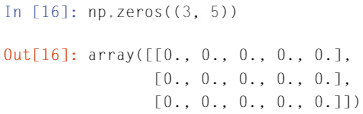 In [16]: np.zeros((3, 5))
Out[16]: array([[0., 0., 0., 0., 0.],
[0., 0., 0., 0., 0.],
[0., 0., 0., 0., 0.]])